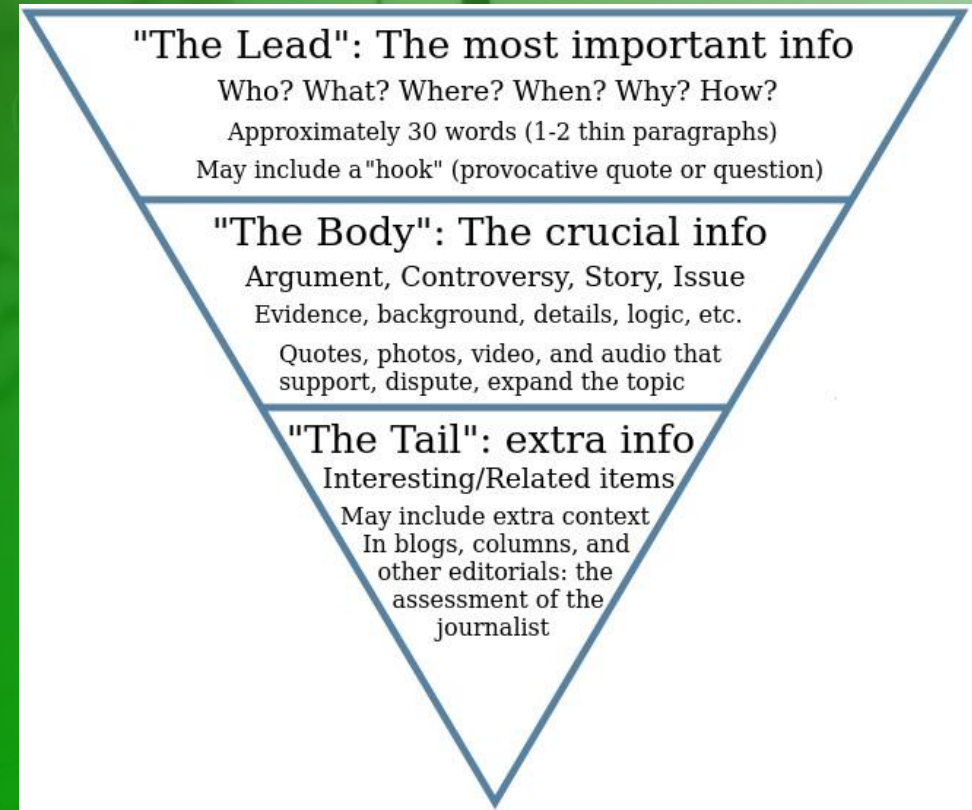 "The Lead": The most important info
Who? What? Where? When? Why? How?
Approximately 30 words (1-2 thin paragraphs)
May include a "hook" (provocative quote or question)
"The Body": The crucial info
Argument, Controversy, Story, Issue
Evidence, background, details, logic, etc.
Quotes, photos, video, and audio that
support, dispute, expand the topic
"The Tail": extra info
Interesting/Related items
May include extra context
In blogs, columns, and
other editorials: the
assessment of the
journalist